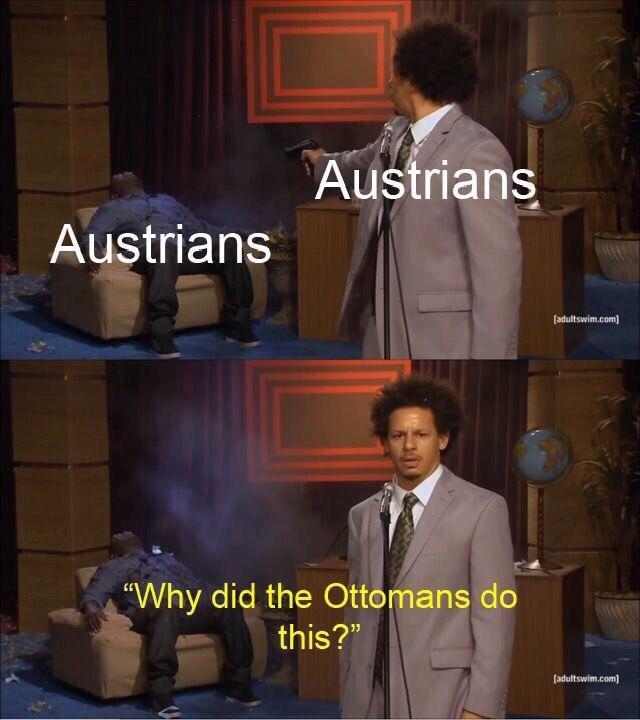 Austrians
Austrians
[adultswim.com]
“Why did the Ottomans do
this?”
[adultswim.com]